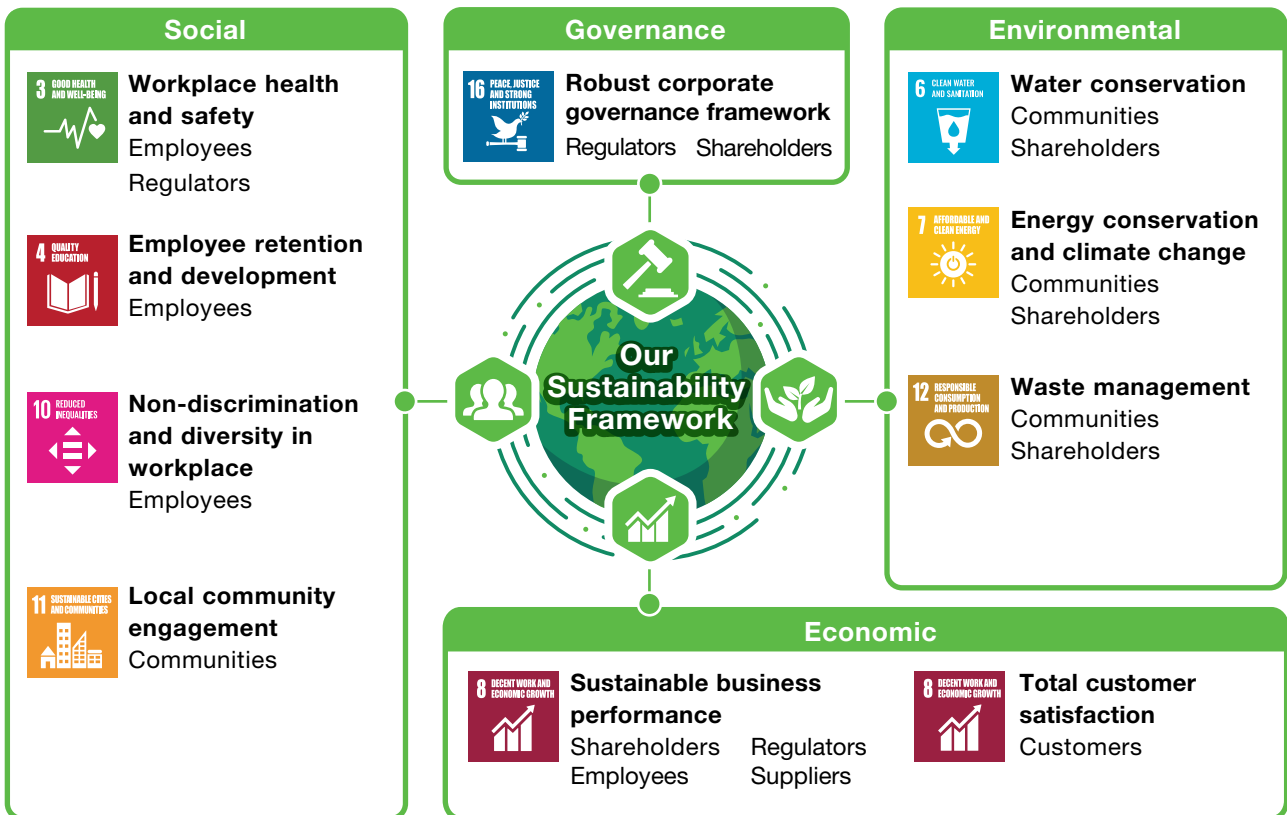 Social
3 GOOD HEALTH
AND WELL-BEING
Workplace health
and safety
Employees
Regulators
4 QUALITY
EDUCATION
Employee retention
and development
Employees
10 REDUCED
INEQUALITIES
Non-discrimination
and diversity in
workplace
Employees
11 SUSTAINABLE CITIES
AND COMMUNITIES
Local community
engagement
Communities
Governance
16 PEACE, JUSTICE
AND STRONG
INSTITUTIONS
Robust corporate
governance framework
Regulators Shareholders
Our
Sustainability
Framework
Environmental
6 CLEAN WATER
AND SANITATION
Water conservation
Communities
Shareholders
7 AFFORDABLE AND
CLEAN ENERGY
Energy conservation
and climate change
Communities
Shareholders
12 RESPONSIBLE
CONSUMPTION
AND PRODUCTION
Waste management
Communities
Shareholders
Economic
8 DECENT WORK AND
ECONOMIC GROWTH
Sustainable business
performance
Shareholders Regulators
Employees Suppliers
8 DECENT WORK AND
ECONOMIC GROWTH
Total customer
satisfaction
Customers